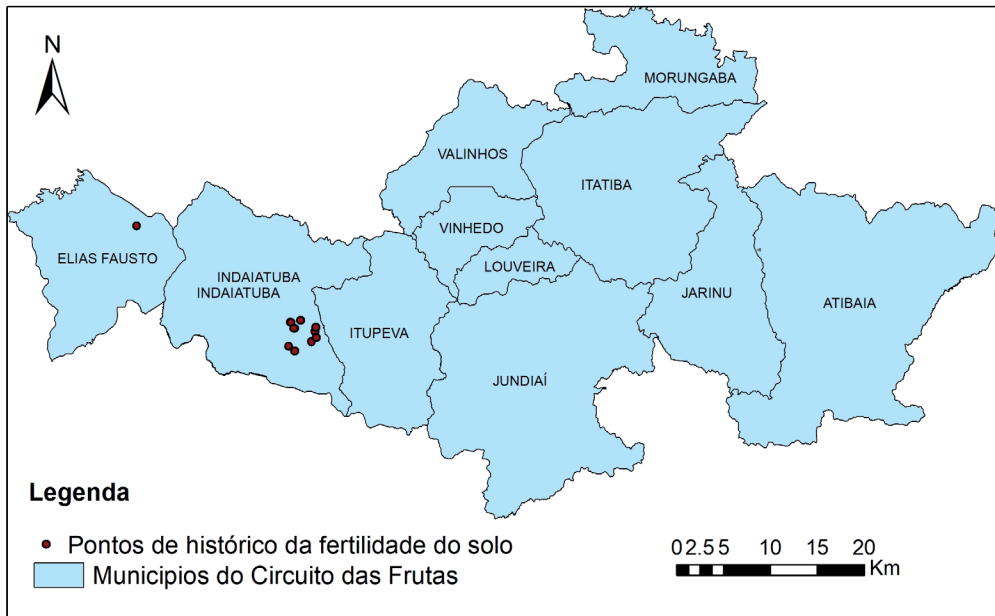 N
MORUNGABA
VALINHOS
ITATIBA
VINHEDO
ELIAS FAUSTO
LOUVEIRA
INDAIATUBA
INDAIATUBA
JARINU
ATIBAIA
ITUPEVA
JUNDIAÍ
Legenda
Pontos de histórico da fertilidade do solo
Municipios do Circuito das Frutas
0 2.5 5 10 15 20
Km